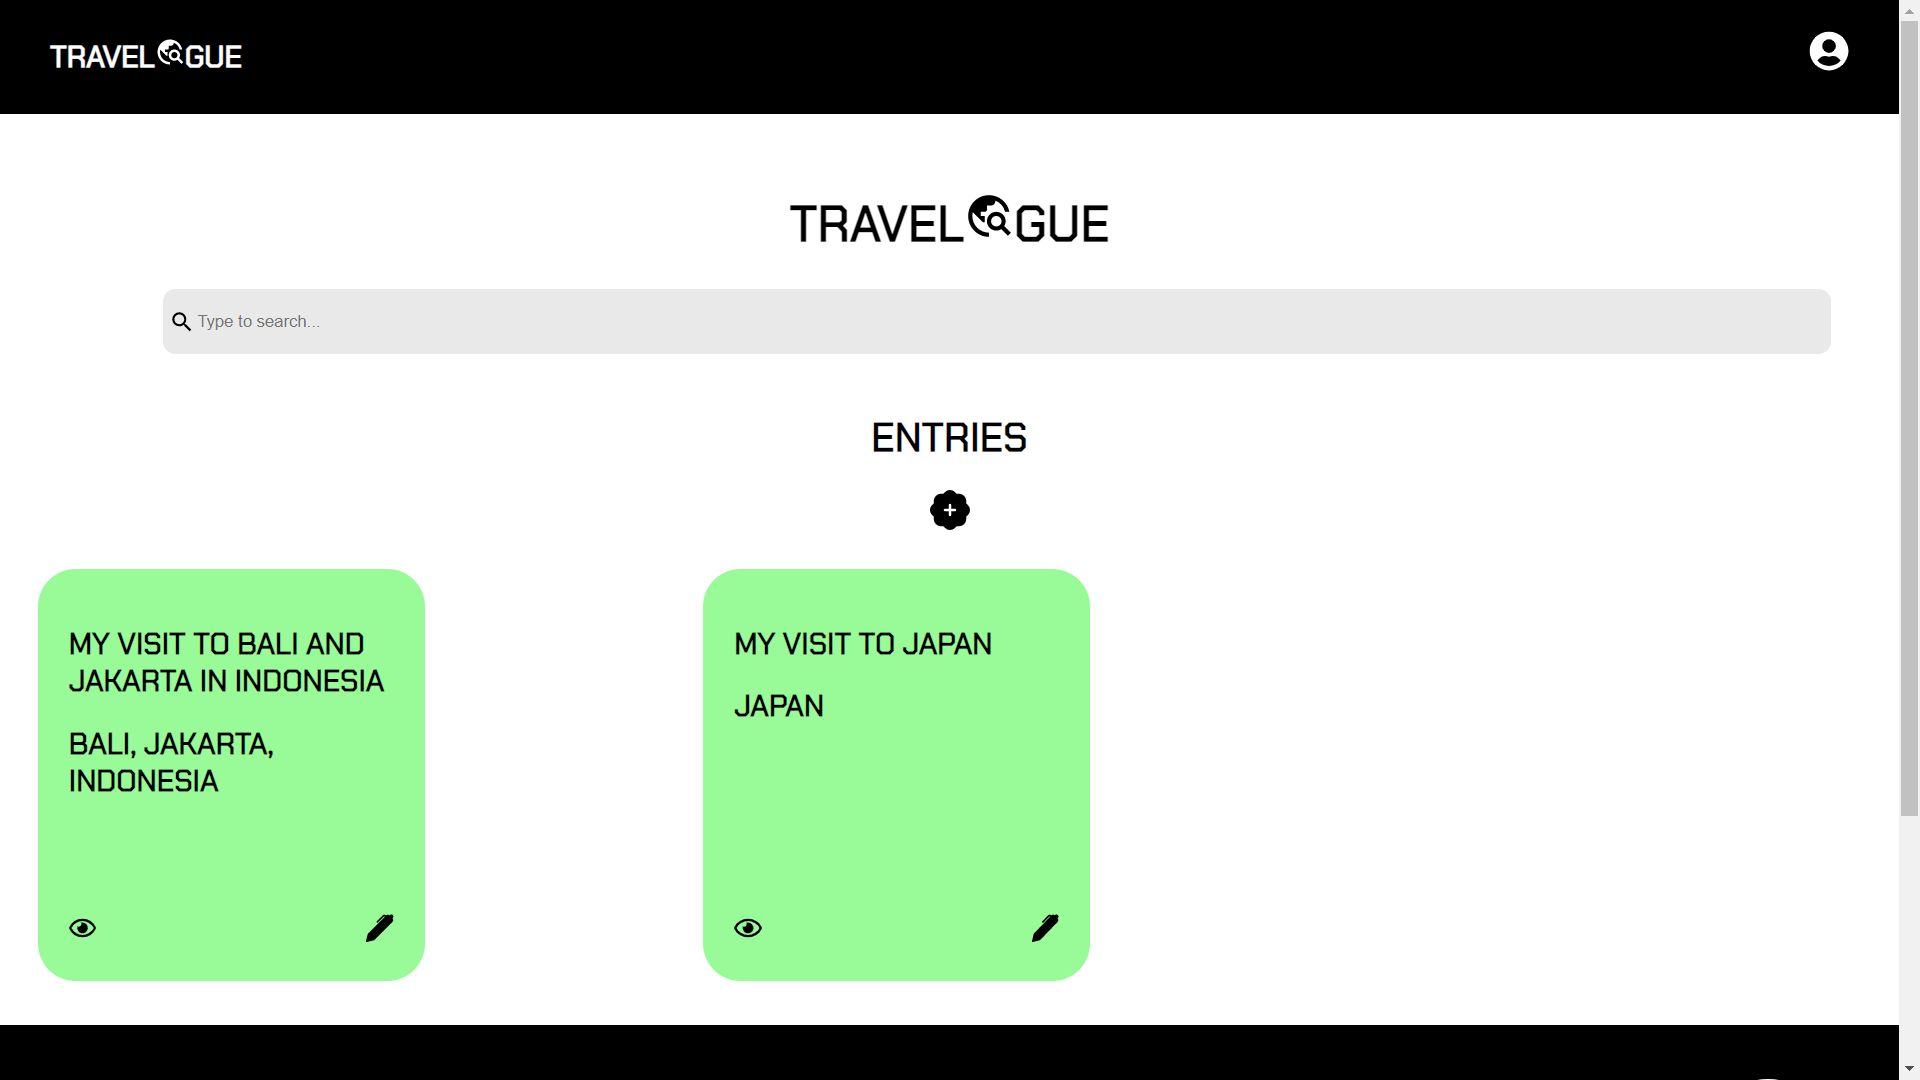 TRAVELOGUE
TRAVELOGUE
Type to search...
ENTRIES
MY VISIT TO BALI AND
JAKARTA IN INDONESIA
BALI, JAKARTA,
INDONESIA
MY VISIT TO JAPAN
JAPAN